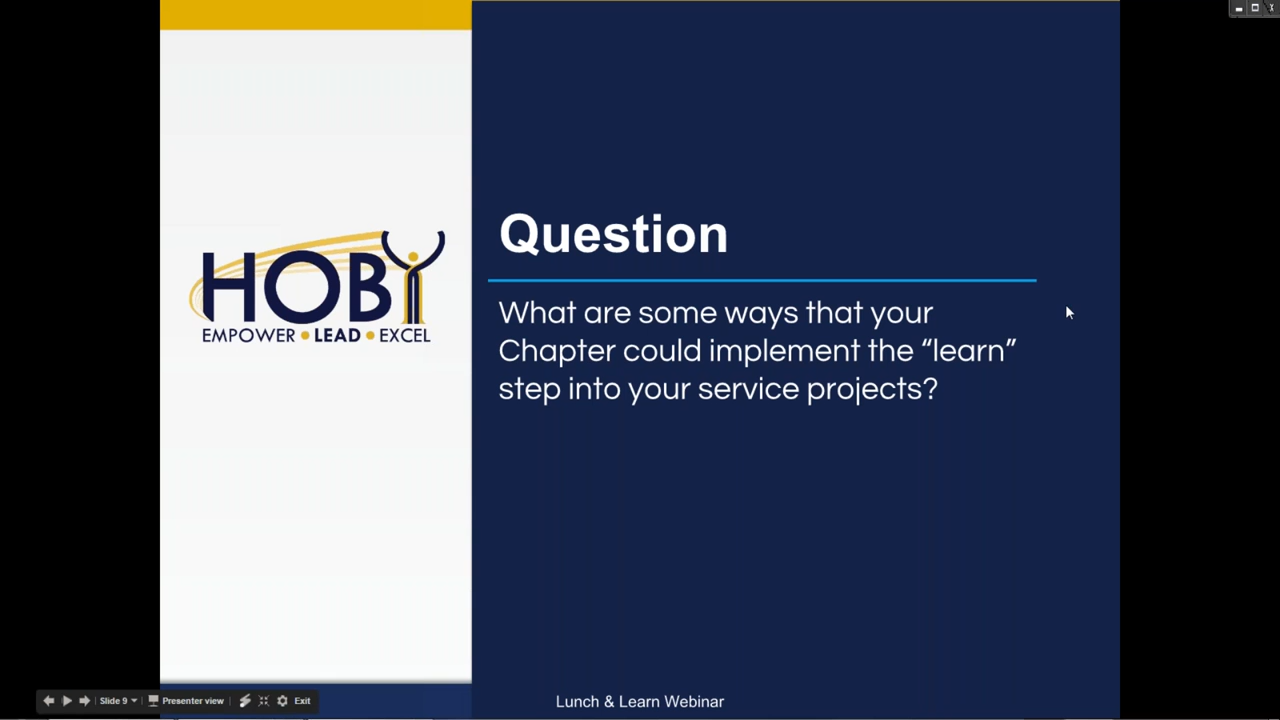 HOBY
EMPOWER • LEAD • EXCEL
Question
What are some ways that your
Chapter could implement the “learn”
step into your service projects?
Slide 9
Presenter view
Exit
Lunch & Learn Webinar